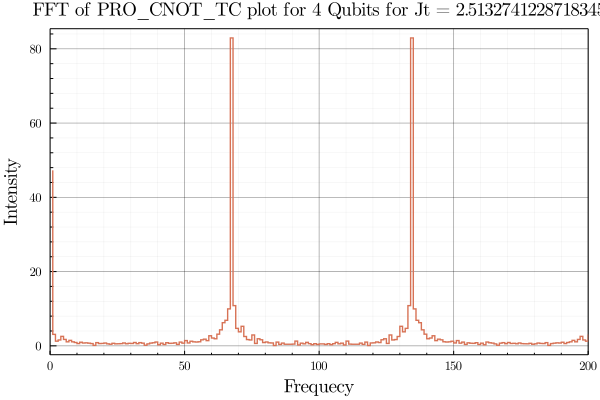 FFT of PRO_CNOT_TC plot for 4 Qubits for Jt = 2.5132741228718345
80
60
40
20
0
Intensity
0 50 100 150 200
Frequecy